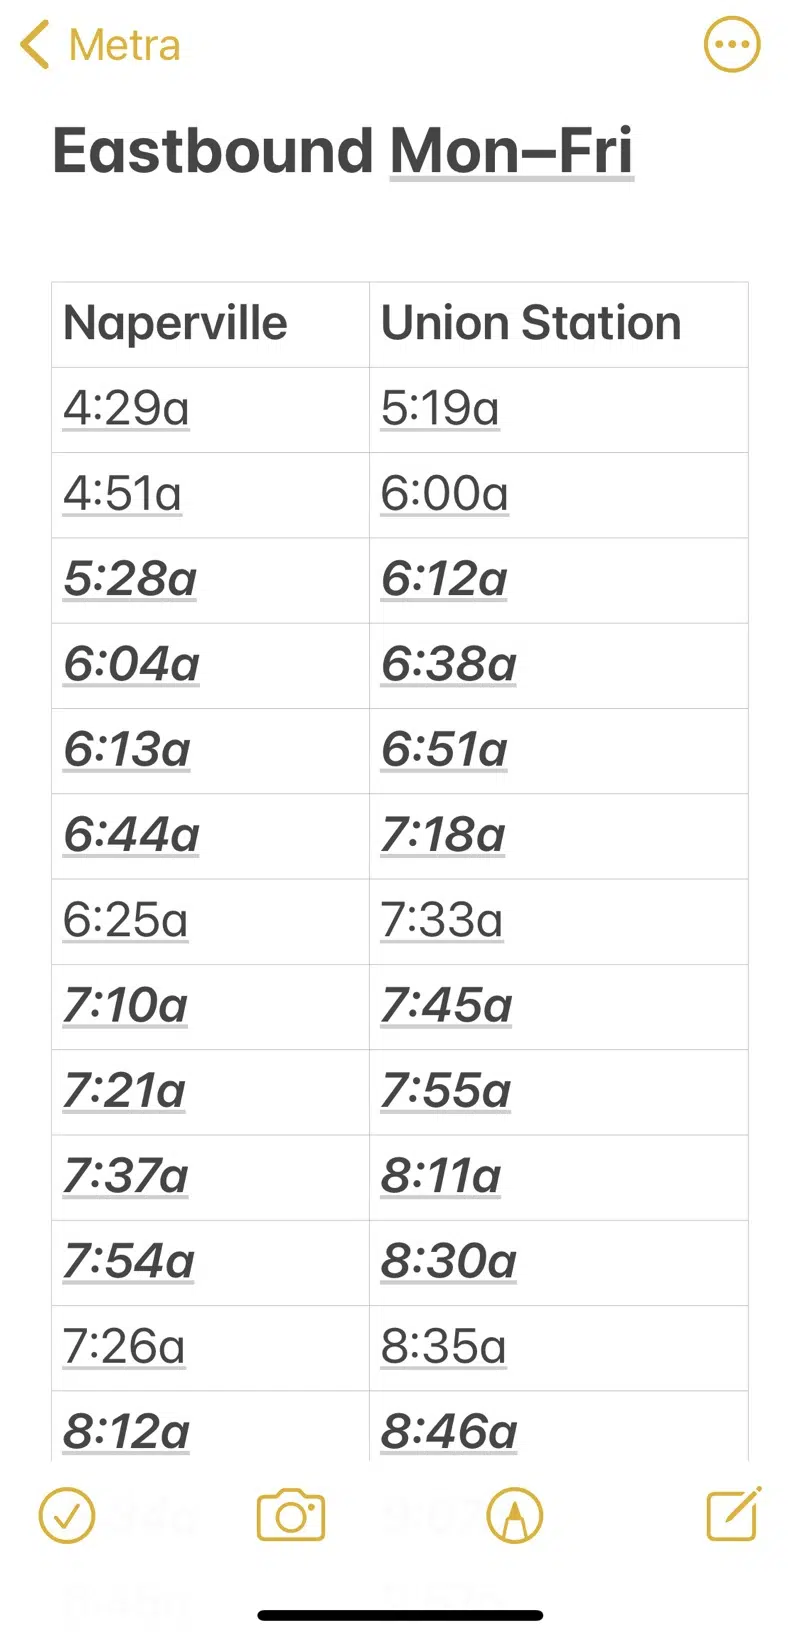 Metra
Eastbound Mon–Fri
Naperville Union Station
4:29a 5:19a
4:51a 6:00a
5:28a 6:12a
6:04a 6:38a
6:13a 6:51a
6:44a 7:18a
6:25a 7:33a
7:10a 7:45a
7:21a 7:55a
7:37a 8:11a
7:54a 8:30a
7:26a 8:35a
8:12a 8:46a